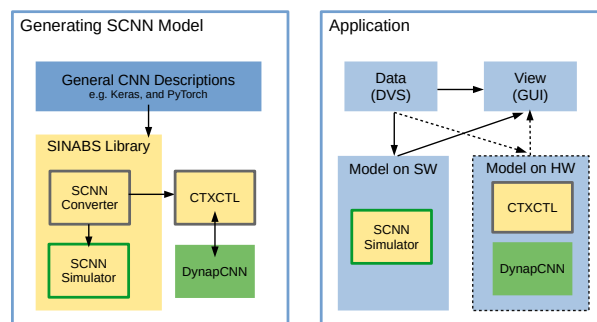 Generating SCNN Model
General CNN Descriptions
e.g. Keras, and PyTorch
SINABS Library
SCNN
Converter
CTXCTL
SCNN
Simulator
DynapCNN
Application
Data
(DVS)
View
(GUI)
Model on SW
Model on HW
SCNN
Simulator
CTXCTL
DynapCNN